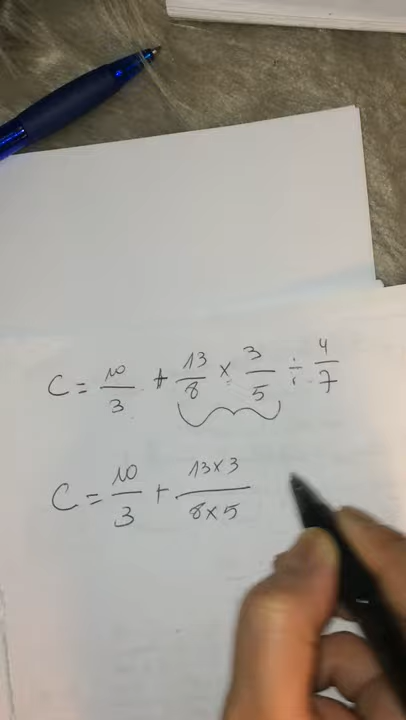 C = 10/3 + 13/8 × 3/5 ÷ 4/7
C = 10/3 + 13×3/8×5